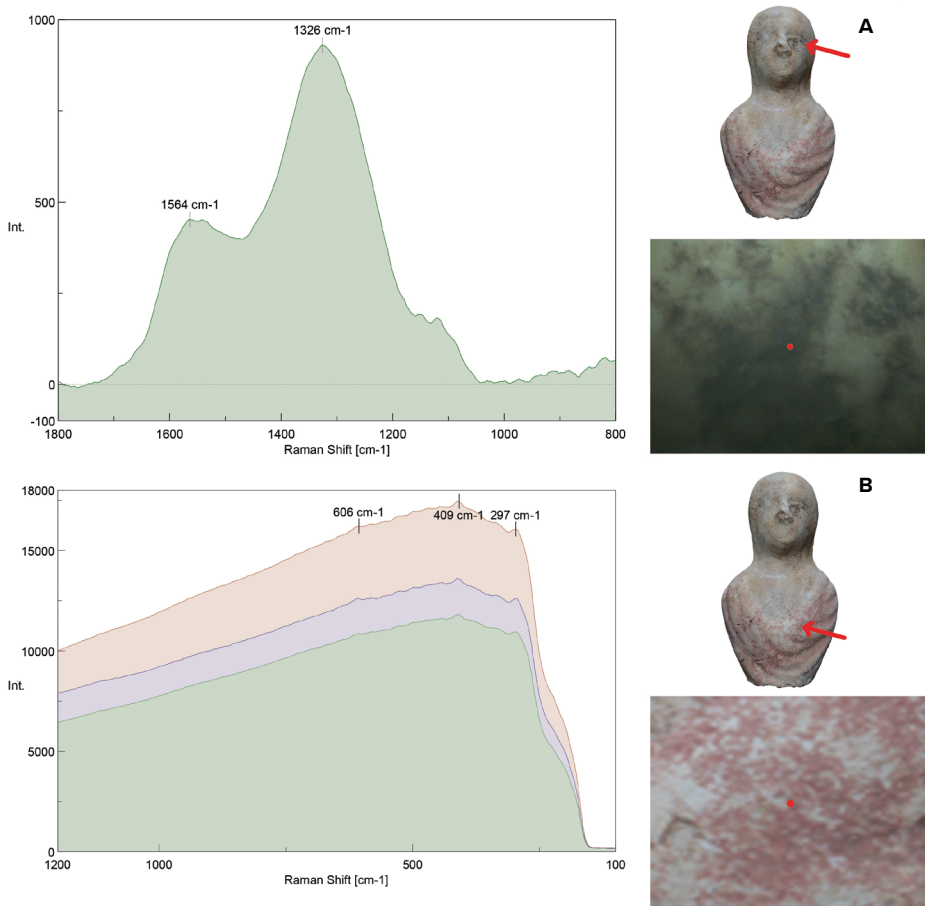 1000
1326 cm-1
A
1564 cm-1
500
Int.
0
-100
1800
1600
1400
1200
1000
800
Raman Shift [cm-1]
18000
B
606 cm-1
409 cm-1
297 cm-1
15000
10000
Int.
5000
0
1200
1000
500
100
Raman Shift [cm-1]